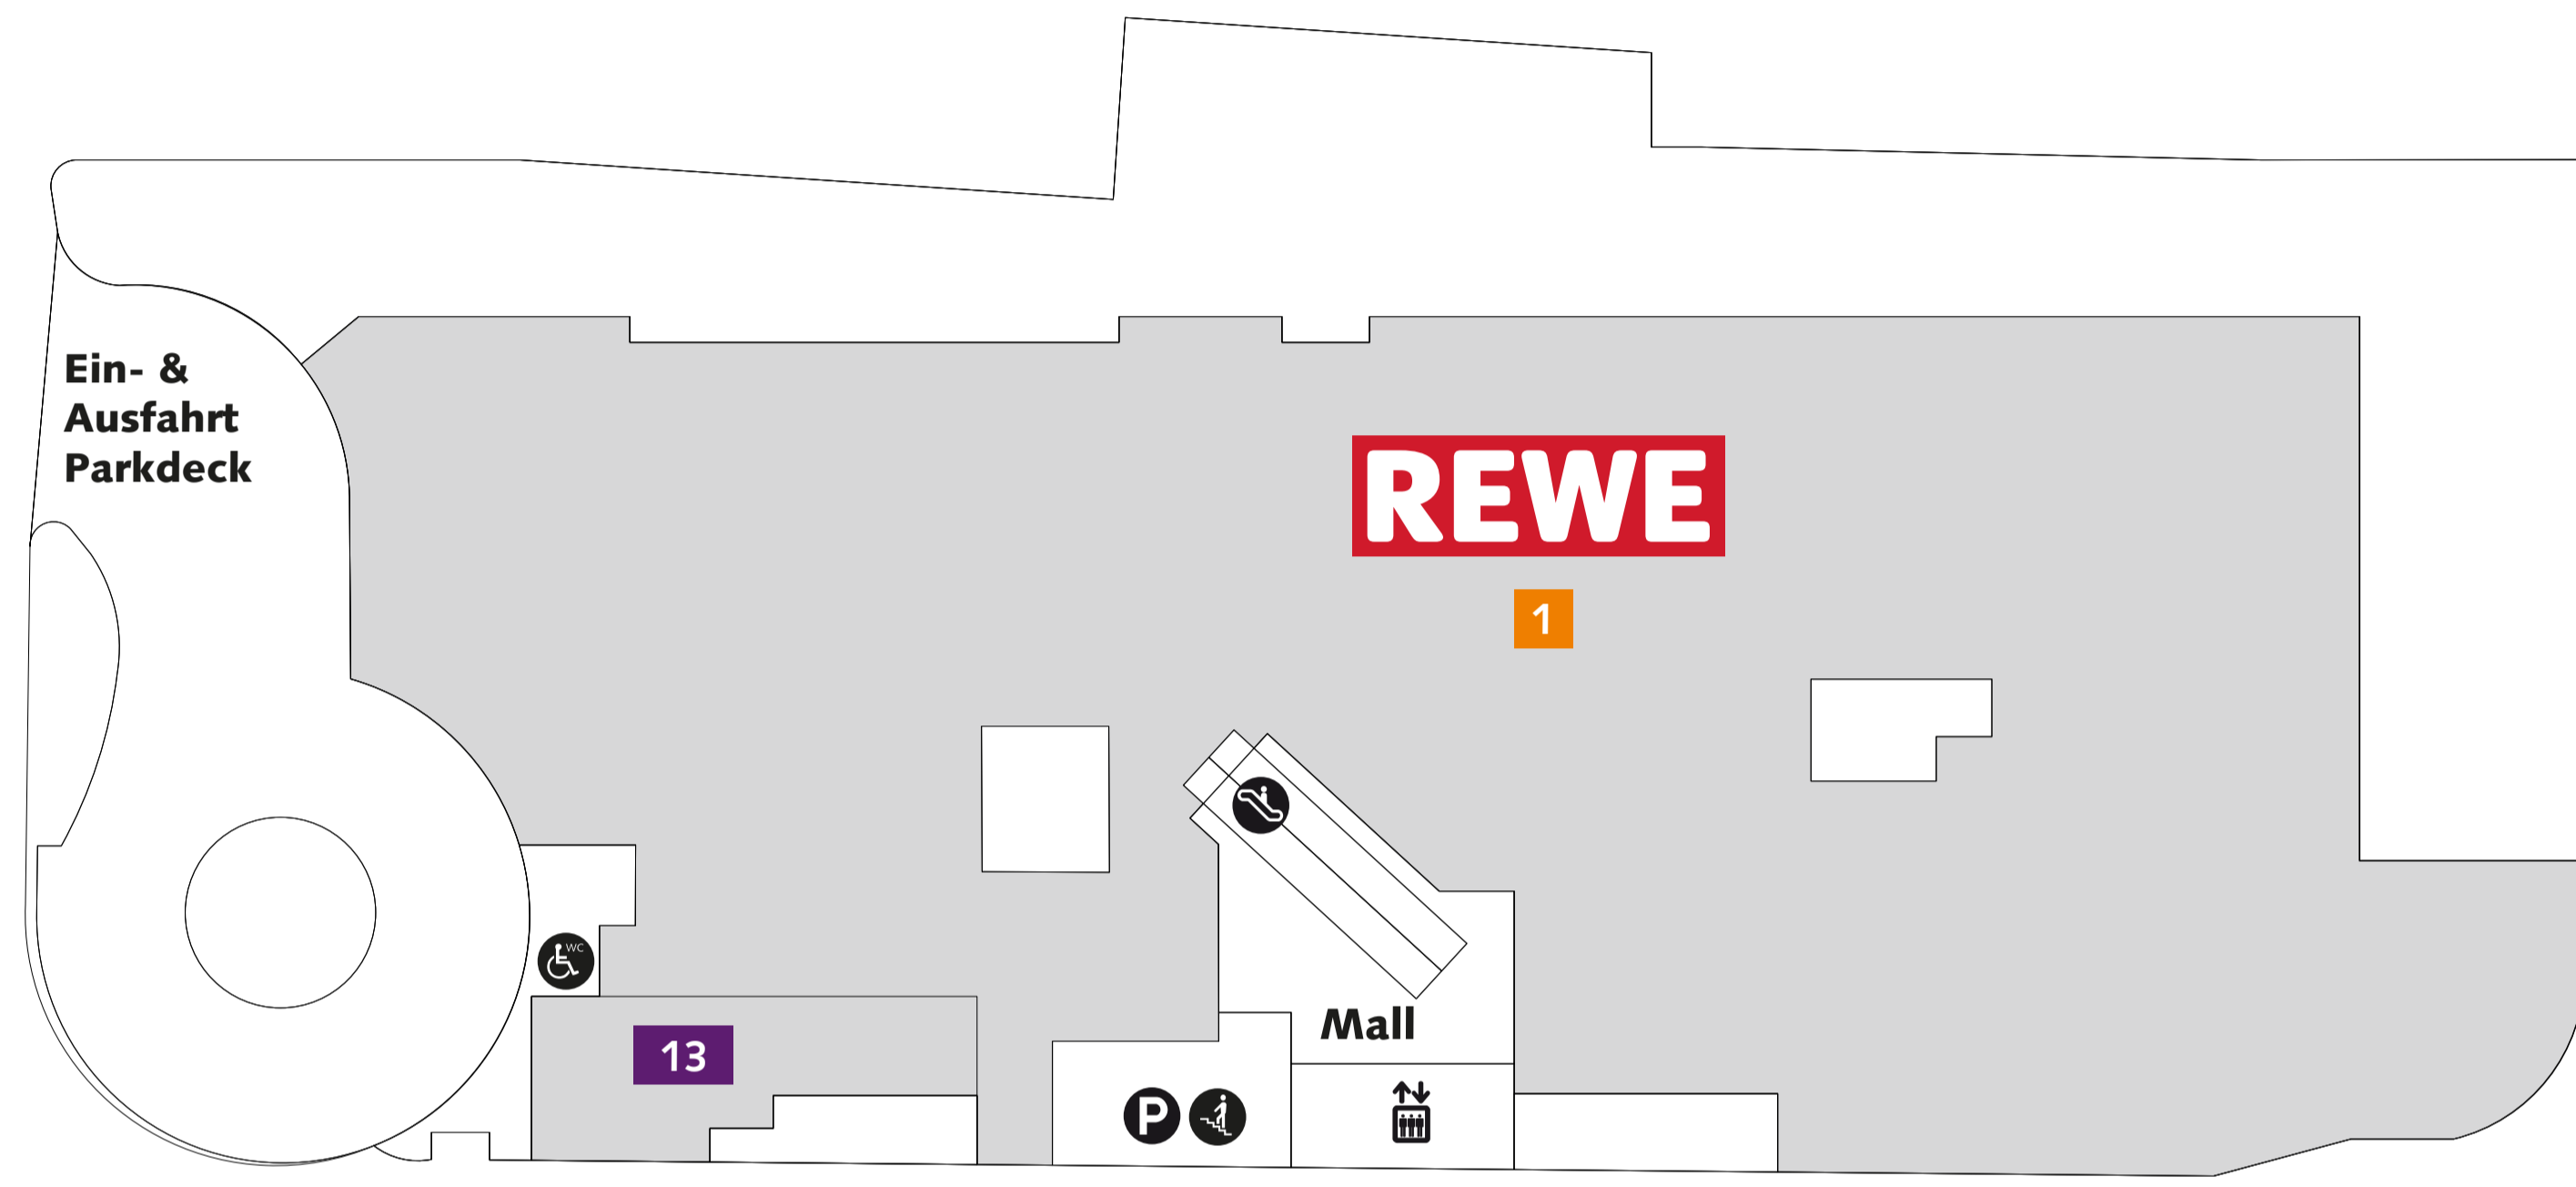 Ein- &
Ausfahrt
Parkdeck
REWE
1
WC
13
Mall
P